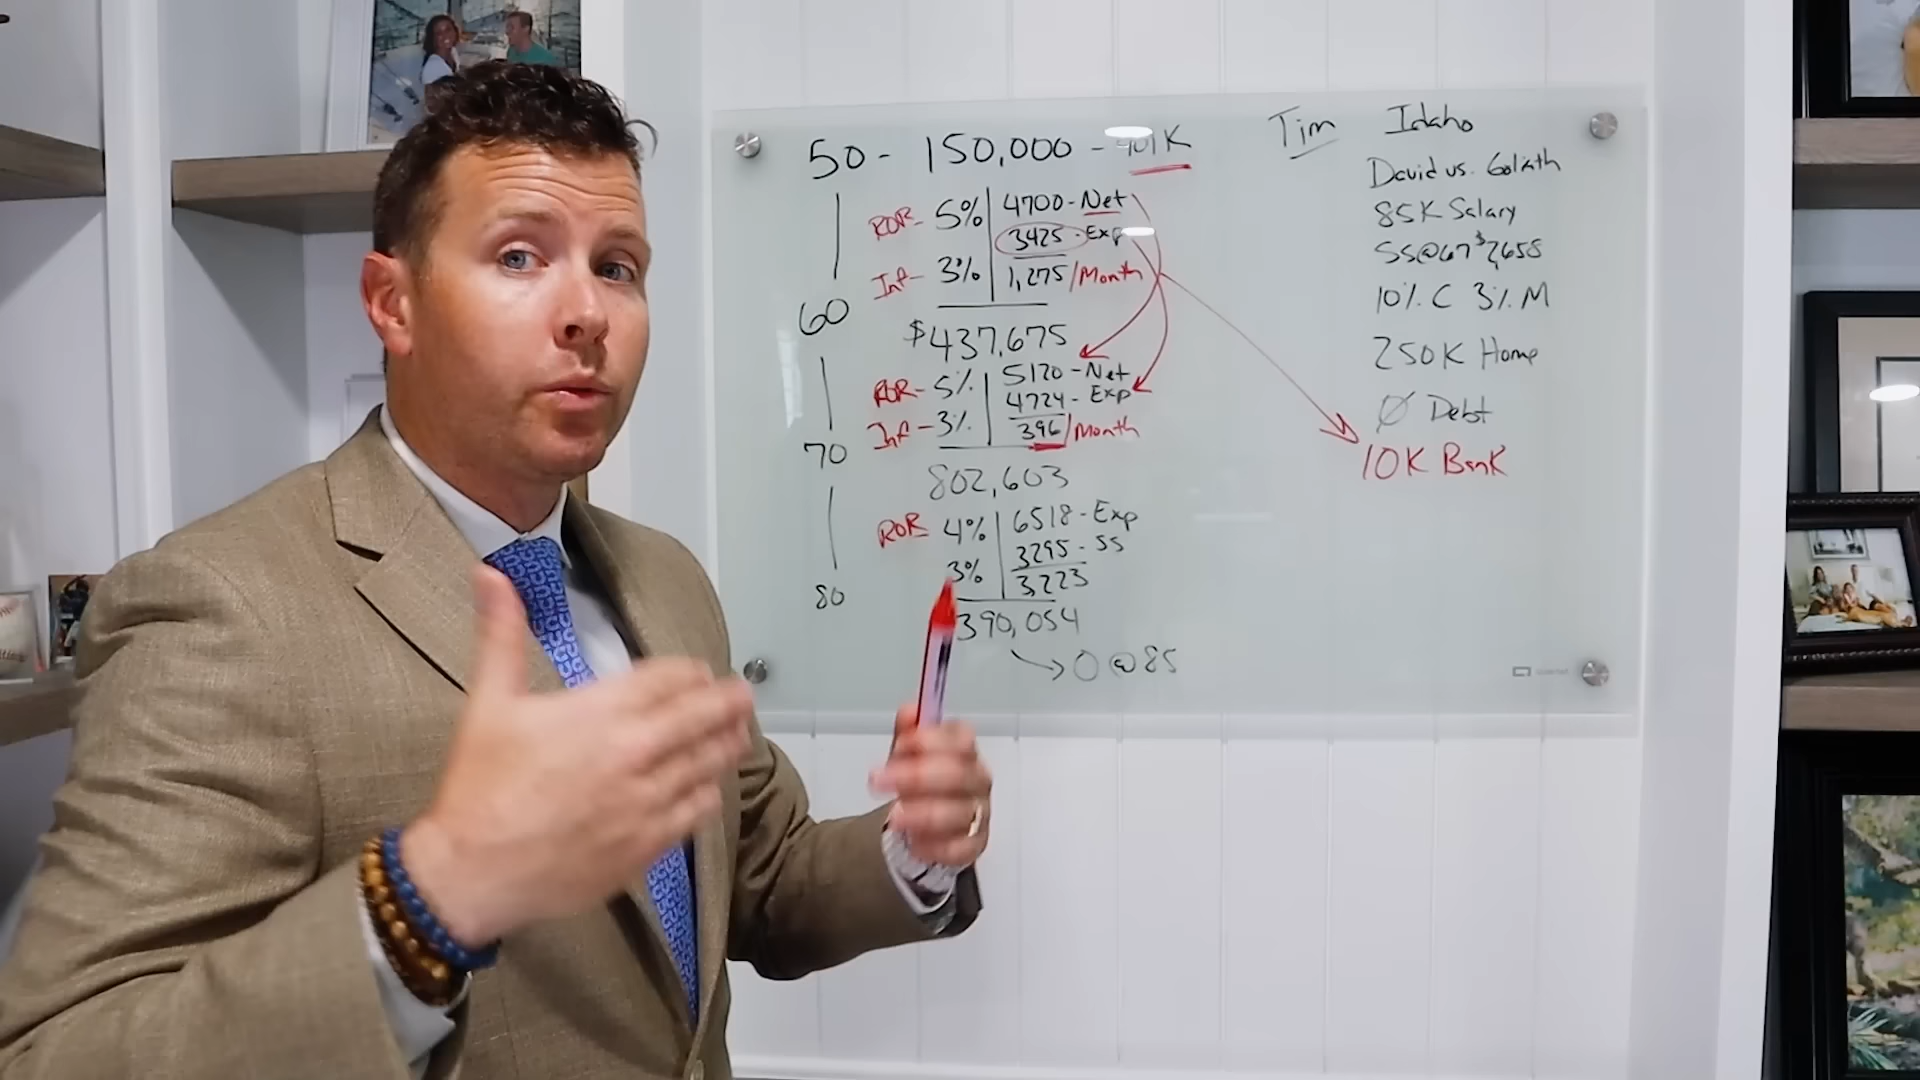 50 - 150,000 - 401K
ROR- 5% 4700 - Net
3425 - Exp
Inf- 3% 1,275/Month
60
$437,675
ROR- 5% 5120 - Net
4724 - Exp
Inf- 3% 396/Month
70
802,603
ROR 4% 6518 - Exp
3295 - SS
3% 3223
80
390,054
→ 0 @ 85
Tim Idaho
David vs. Goliath
85K Salary
SS@67 $2,658
10% C 3% M
250K Home
Ø Debt
10K Bank